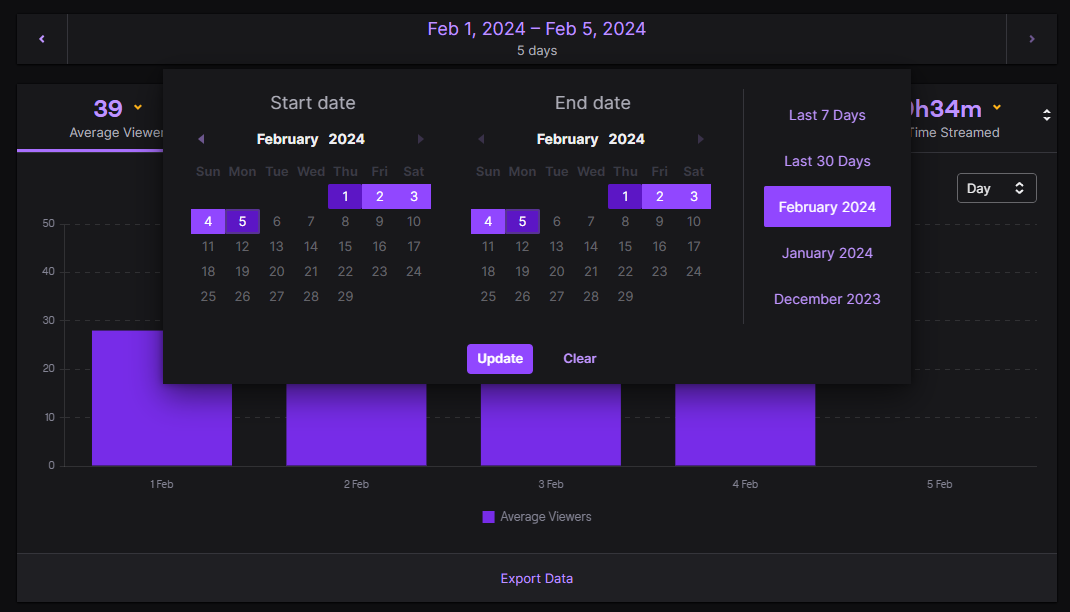 Feb 1, 2024 – Feb 5, 2024
5 days
39
Average Viewer
h34m
Time Streamed
Start date
February 2024
Sun Mon Tue Wed Thu Fri Sat
1 2 3
4 5 6 7 8 9 10
11 12 13 14 15 16 17
18 19 20 21 22 23 24
25 26 27 28 29
End date
February 2024
Sun Mon Tue Wed Thu Fri Sat
1 2 3
4 5 6 7 8 9 10
11 12 13 14 15 16 17
18 19 20 21 22 23 24
25 26 27 28 29
Last 7 Days
Last 30 Days
February 2024
January 2024
December 2023
Update Clear
Day
50
40
30
20
10
0
1 Feb 2 Feb 3 Feb 4 Feb 5 Feb
Average Viewers
Export Data